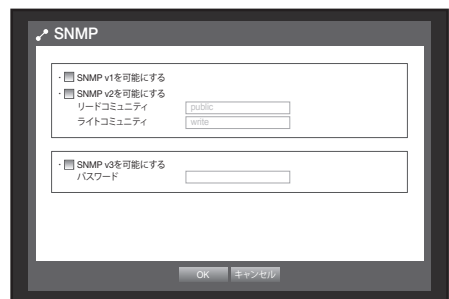 SNMP
・SNMP v1を可能にする
・SNMP v2を可能にする
リードコミュニティ public
ライトコミュニティ write
・SNMP v3を可能にする
パスワード
OK キャンセル